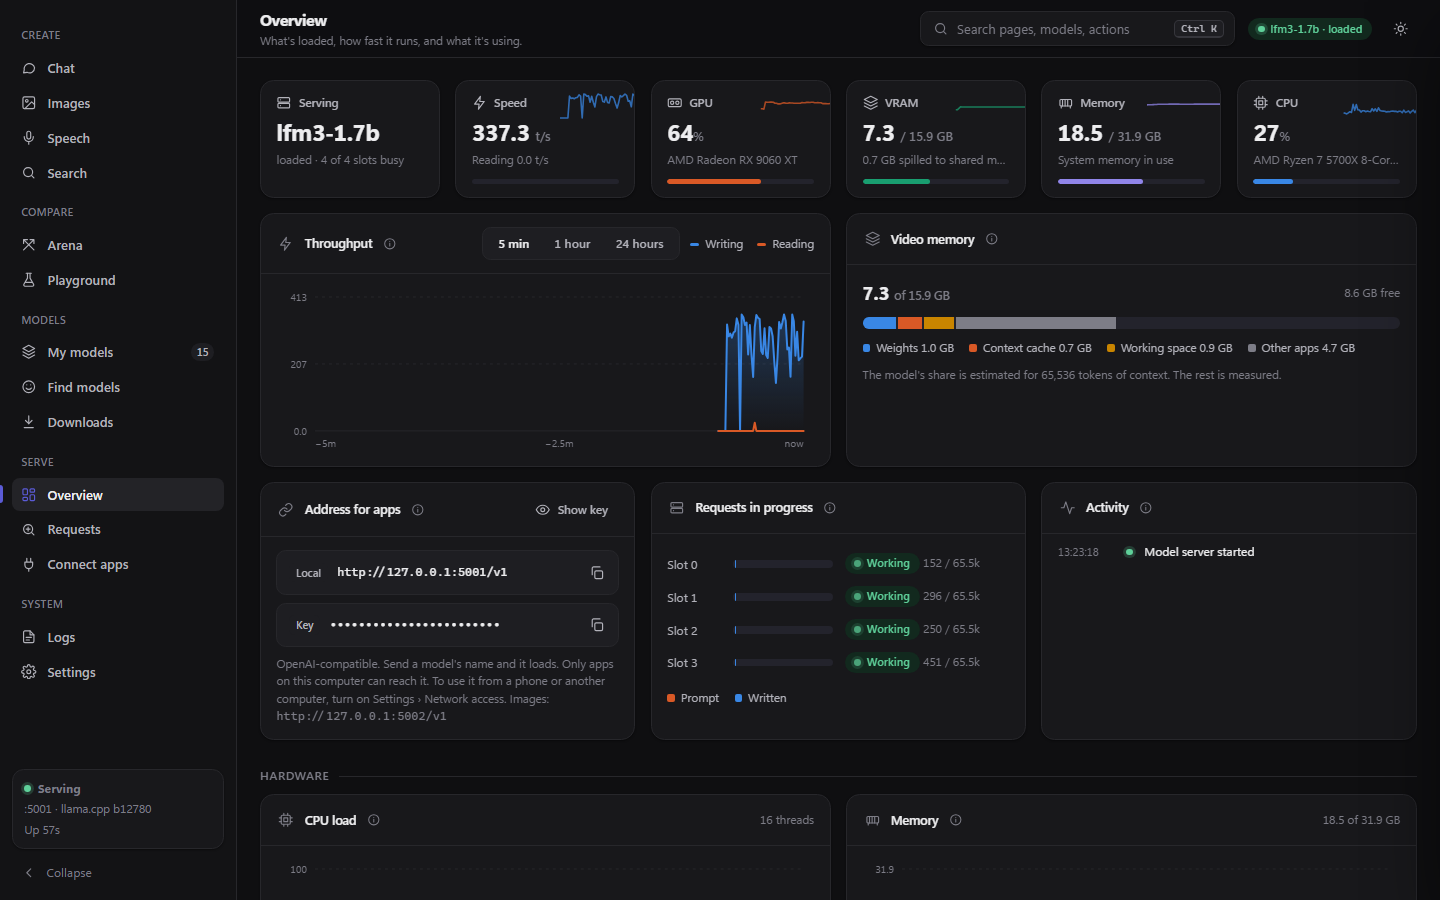 CREATE
Chat
Images
Speech
Search
COMPARE
Arena
Playground
MODELS
My models 15
Find models
Downloads
SERVE
Overview
Requests
Connect apps
SYSTEM
Logs
Settings
Serving
:5001 · llama.cpp b12780
Up 57s
Collapse
Overview
What's loaded, how fast it runs, and what it's using.
Search pages, models, actions Ctrl K
lfm3-1.7b · loaded
Serving
lfm3-1.7b
loaded · 4 of 4 slots busy
Speed
337.3 t/s
Reading 0.0 t/s
GPU
64%
AMD Radeon RX 9060 XT
VRAM
7.3 / 15.9 GB
0.7 GB spilled to shared m...
Memory
18.5 / 31.9 GB
System memory in use
CPU
27%
AMD Ryzen 7 5700X 8-Cor...
Throughput
5 min 1 hour 24 hours
Writing Reading
413
207
0.0
−5m −2.5m now
Video memory
7.3 of 15.9 GB 8.6 GB free
Weights 1.0 GB Context cache 0.7 GB Working space 0.9 GB Other apps 4.7 GB
The model's share is estimated for 65,536 tokens of context. The rest is measured.
Address for apps Show key
Local http://127.0.0.1:5001/v1
Key ••••••••••••••••••••••••
OpenAI-compatible. Send a model's name and it loads. Only apps
on this computer can reach it. To use it from a phone or another
computer, turn on Settings › Network access. Images:
http://127.0.0.1:5002/v1
Requests in progress
Slot 0 Working 152 / 65.5k
Slot 1 Working 296 / 65.5k
Slot 2 Working 250 / 65.5k
Slot 3 Working 451 / 65.5k
Prompt Written
Activity
13:23:18 Model server started
HARDWARE
CPU load 16 threads
100
Memory 18.5 of 31.9 GB
31.9